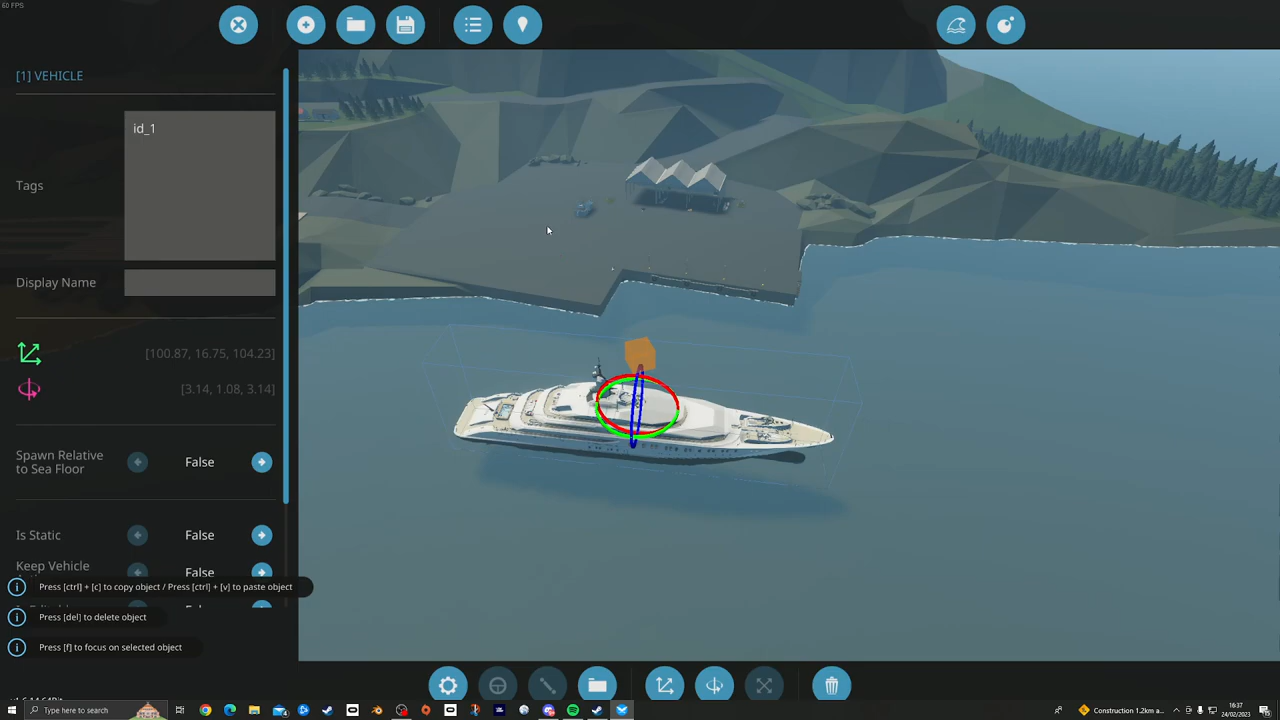 60 FPS
[1] VEHICLE
Tags
id_1
Display Name
[100.87, 16.75, 104.23]
[3.14, 1.08, 3.14]
Spawn Relative
to Sea Floor
False
Is Static
False
Keep Vehicle
False
Press [ctrl] + [c] to copy object / Press [ctrl] + [v] to paste object
Press [del] to delete object
Press [f] to focus on selected object
Type here to search
Construction 1.2km a...
16:37
24/02/2023